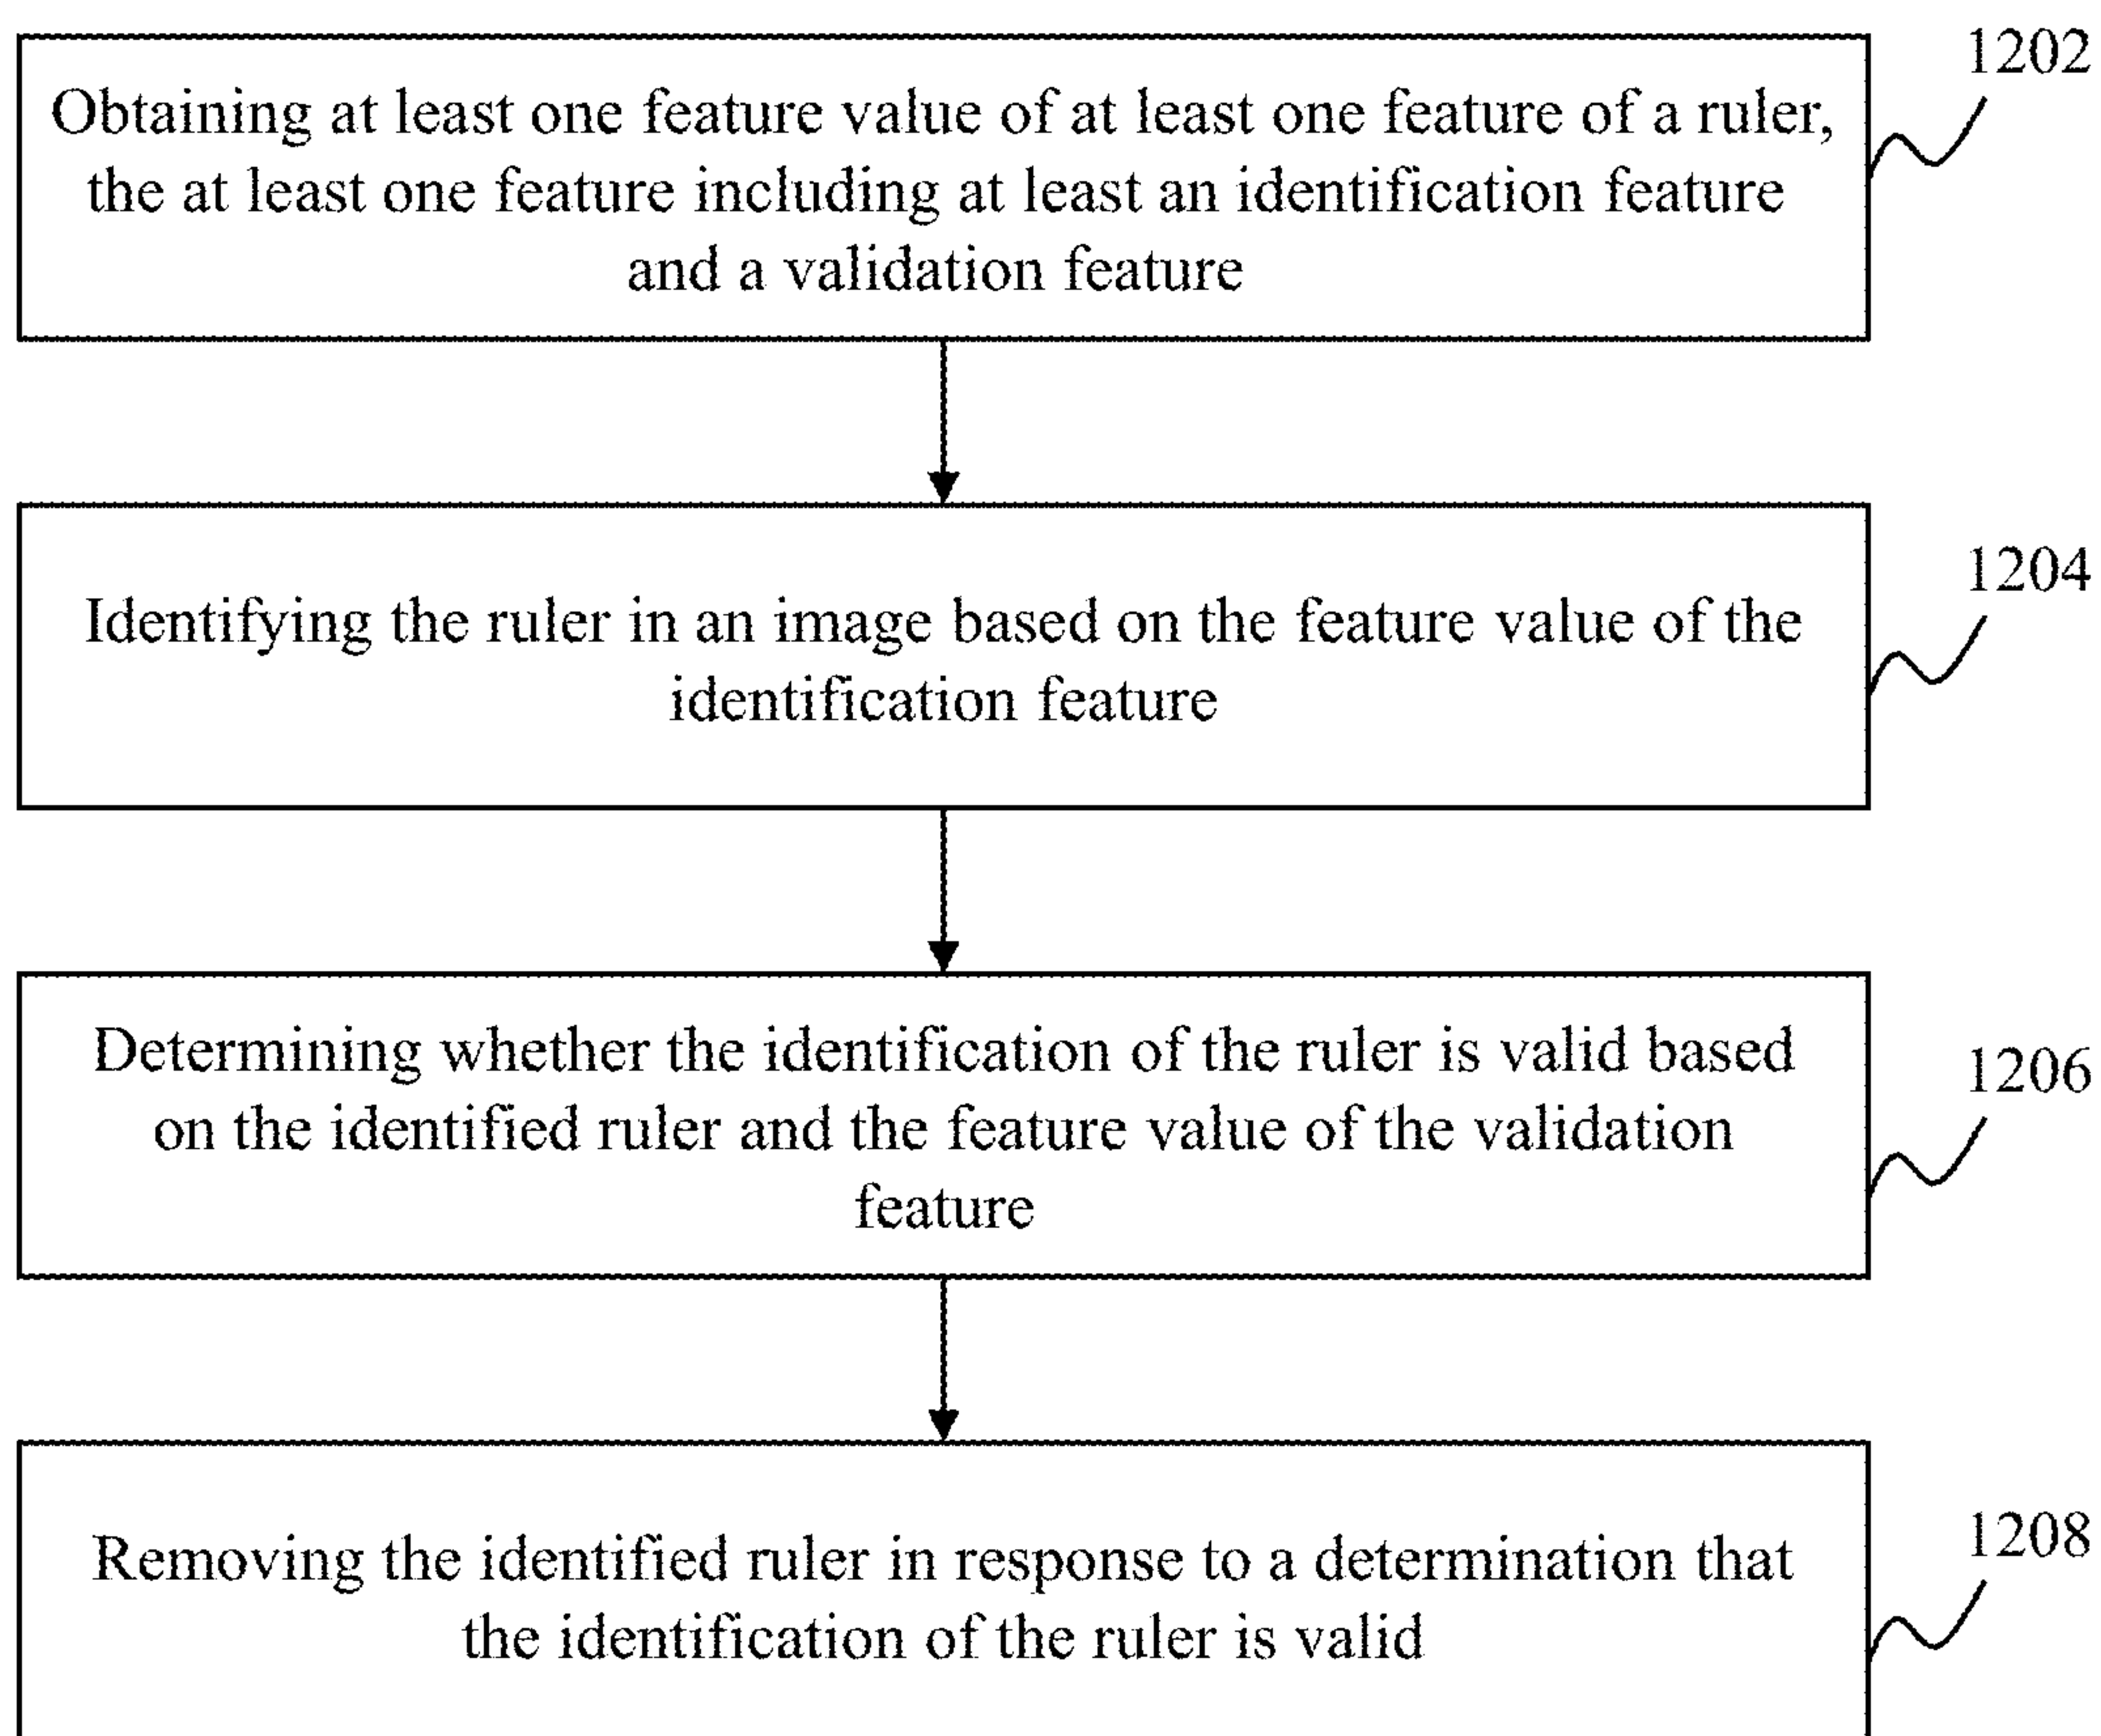 1202
Obtaining at least one feature value of at least one feature of a ruler,
the at least one feature including at least an identification feature
and a validation feature
1204
Identifying the ruler in an image based on the feature value of the
identification feature
1206
Determining whether the identification of the ruler is valid based
on the identified ruler and the feature value of the validation
feature
1208
Removing the identified ruler in response to a determination that
the identification of the ruler is valid